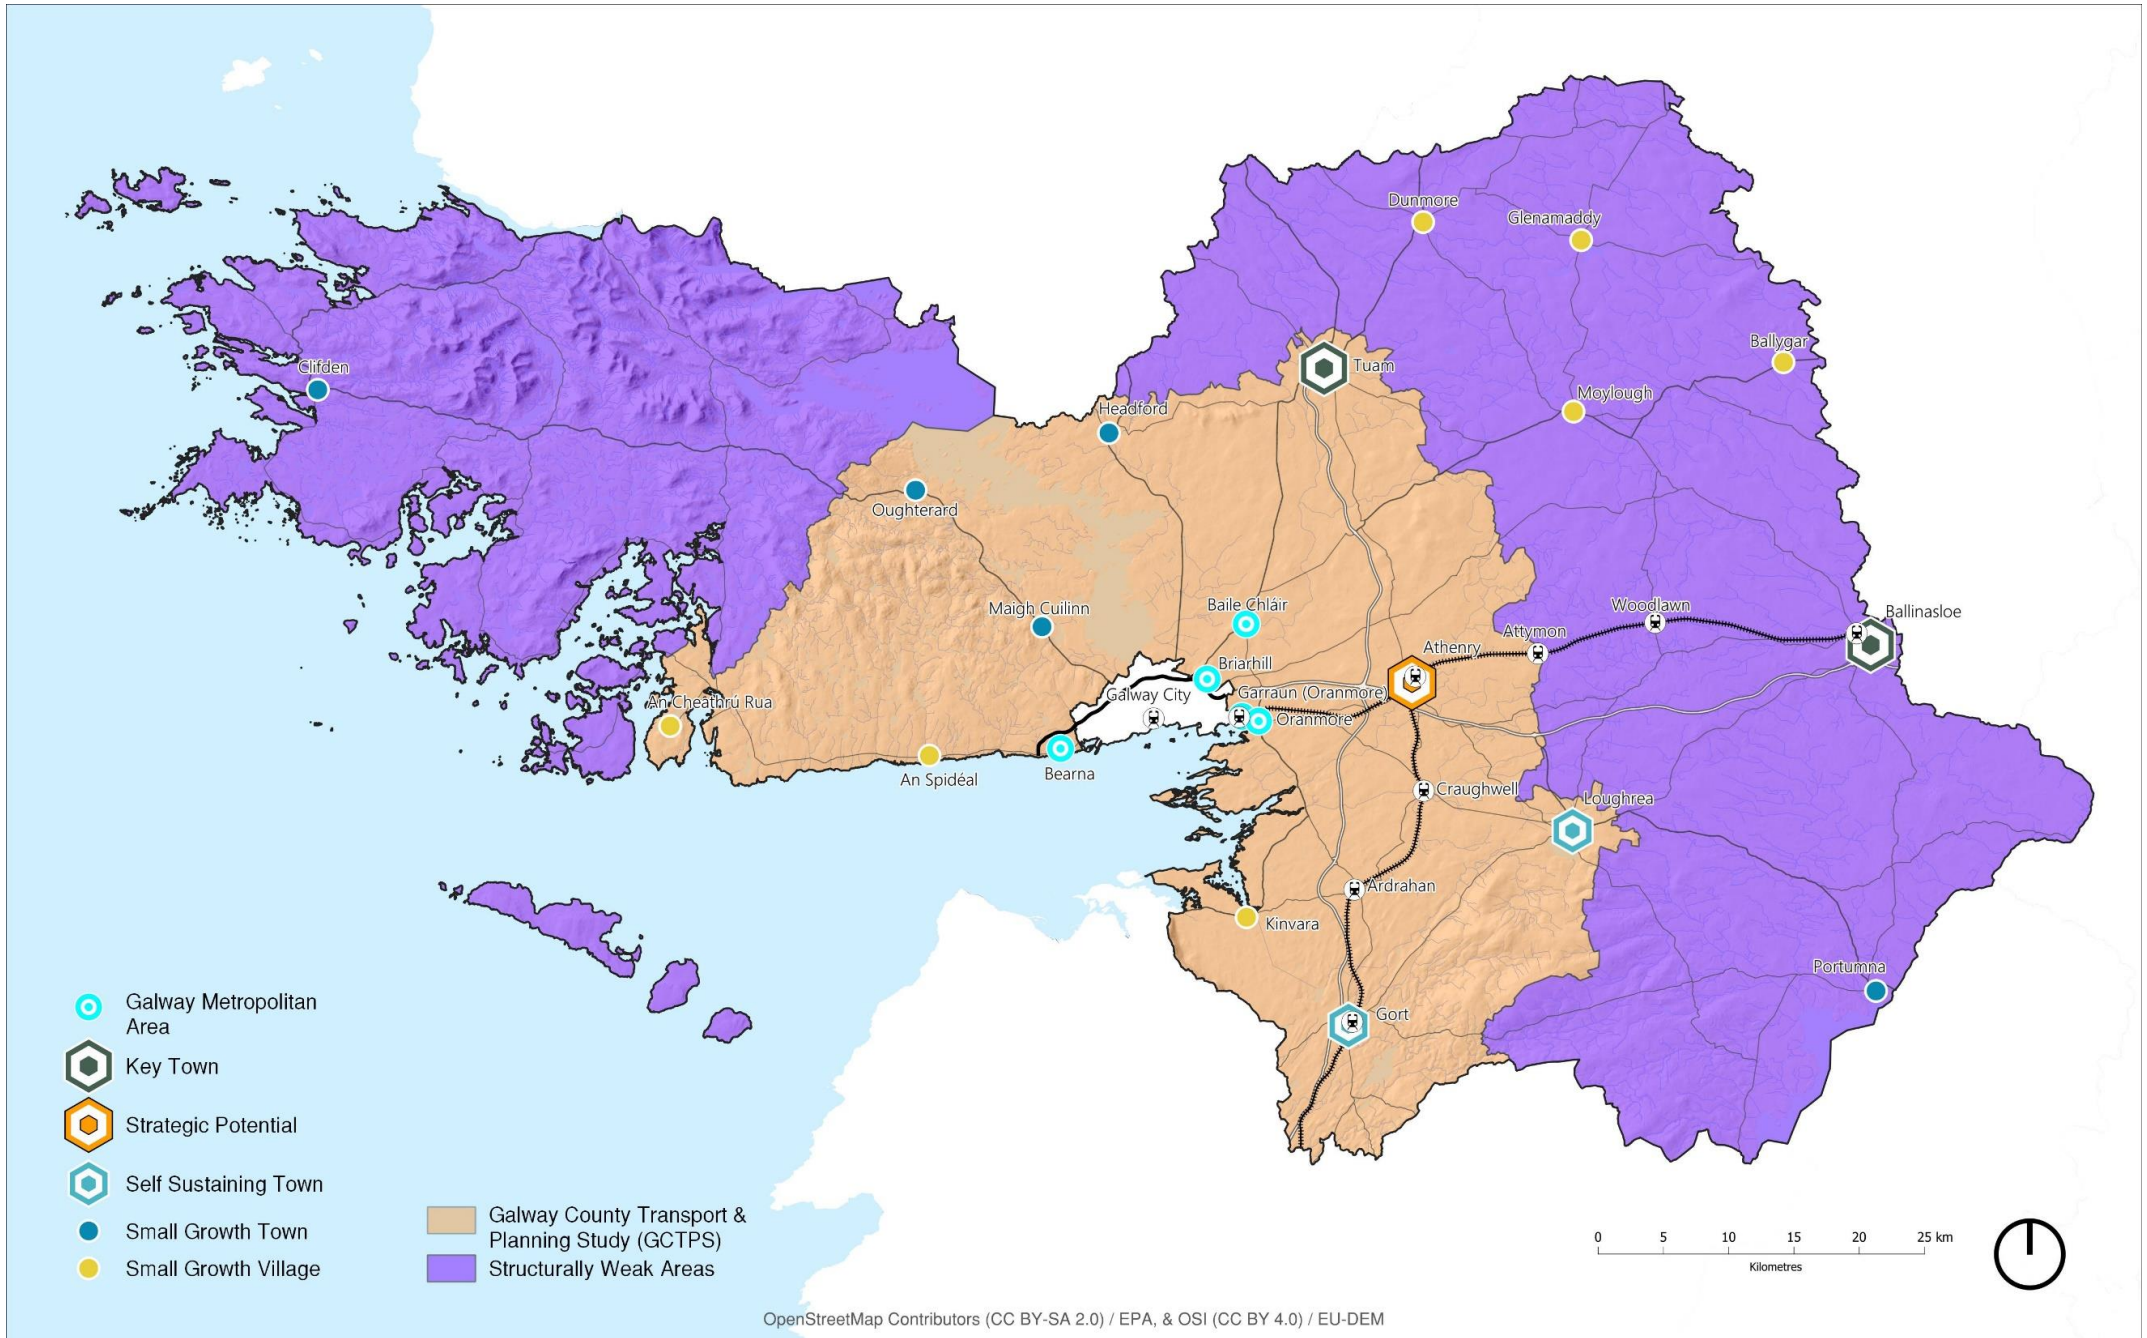 Dunmore
Glenamaddy
Ballygar
Tuam
Clifden
Moylough
Headford
Oughterard
Maigh Cuilinn
Baile Chláir
Woodlawn
Ballinasloe
Attymon
Athenry
Briarhill
Galway City
Garraun (Oranmore)
An Cheathrú Rua
Oranmore
Bearna
An Spidéal
Craughwell
Loughrea
Ardrahan
Kinvara
Portumna
Gort
Galway Metropolitan
Area
Key Town
Strategic Potential
Self Sustaining Town
Small Growth Town
Small Growth Village
Galway County Transport &
Planning Study (GCTPS)
Structurally Weak Areas
0 5 10 15 20 25 km
Kilometres
OpenStreetMap Contributors (CC BY-SA 2.0) / EPA, & OSI (CC BY 4.0) / EU-DEM